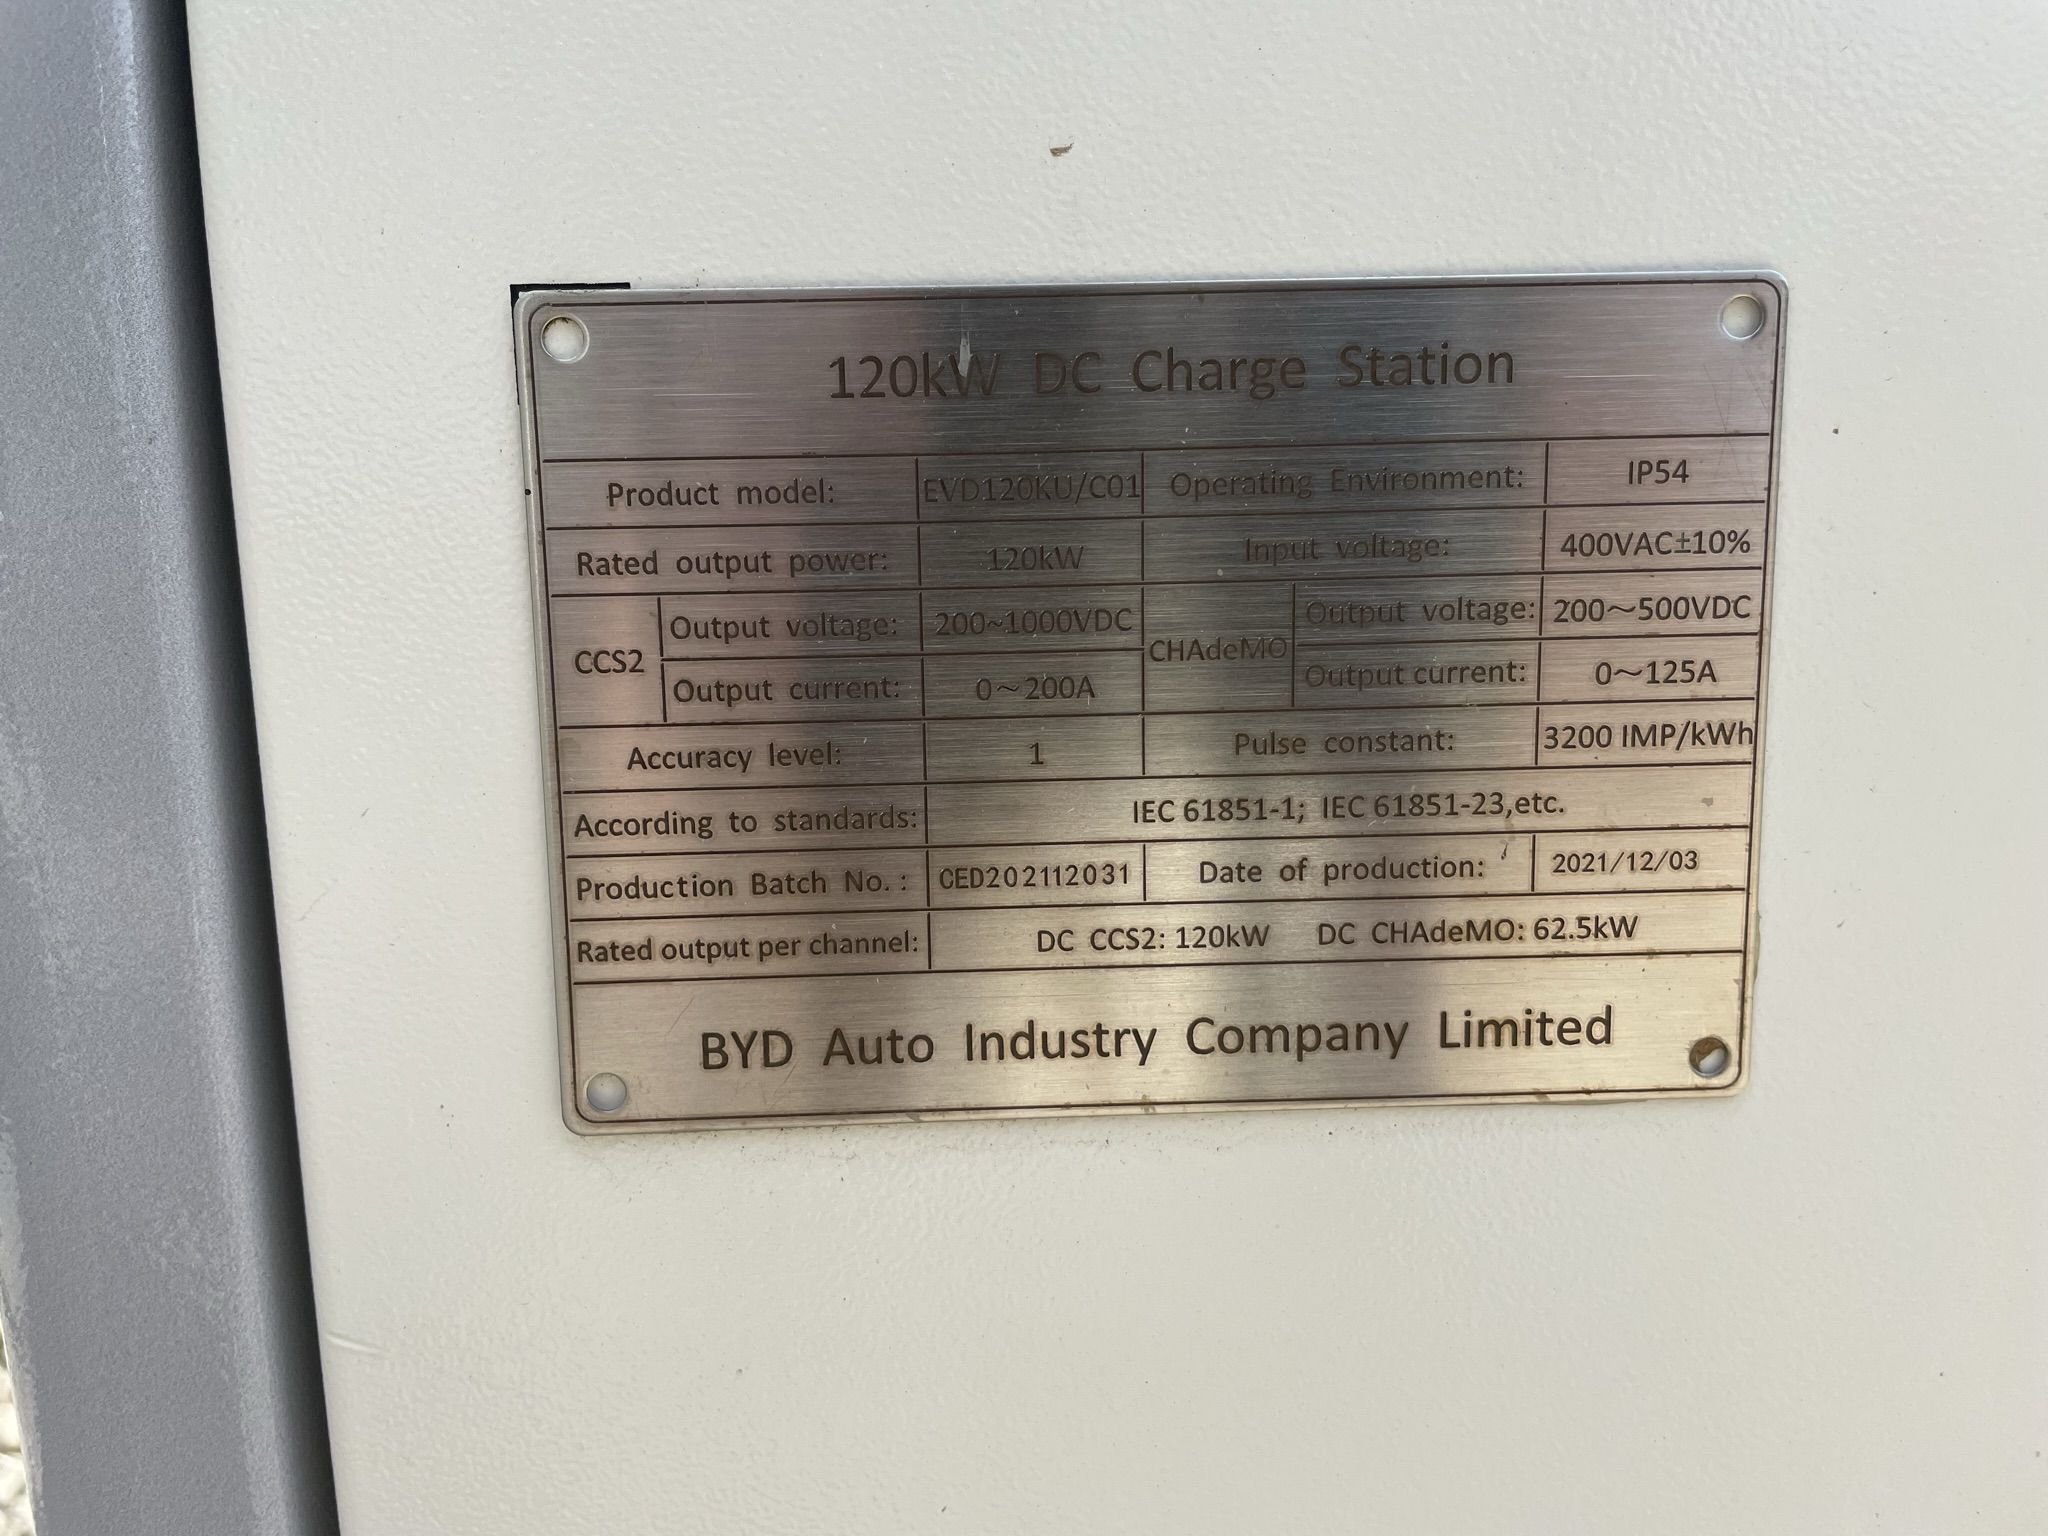 120kW DC Charge Station
Product model: EVD120KU/C01 Operating Environment: IP54
Rated output power: 120kW Input voltage: 400VAC±10%
CCS2 Output voltage: 200~1000VDC CHAdeMO Output voltage: 200～500VDC
Output current: 0～200A Output current: 0～125A
Accuracy level: 1 Pulse constant: 3200 IMP/kWh
According to standards: IEC 61851-1; IEC 61851-23,etc.
Production Batch No.: CED202112031 Date of production: 2021/12/03
Rated output per channel: DC CCS2: 120kW DC CHAdeMO: 62.5kW
BYD Auto Industry Company Limited